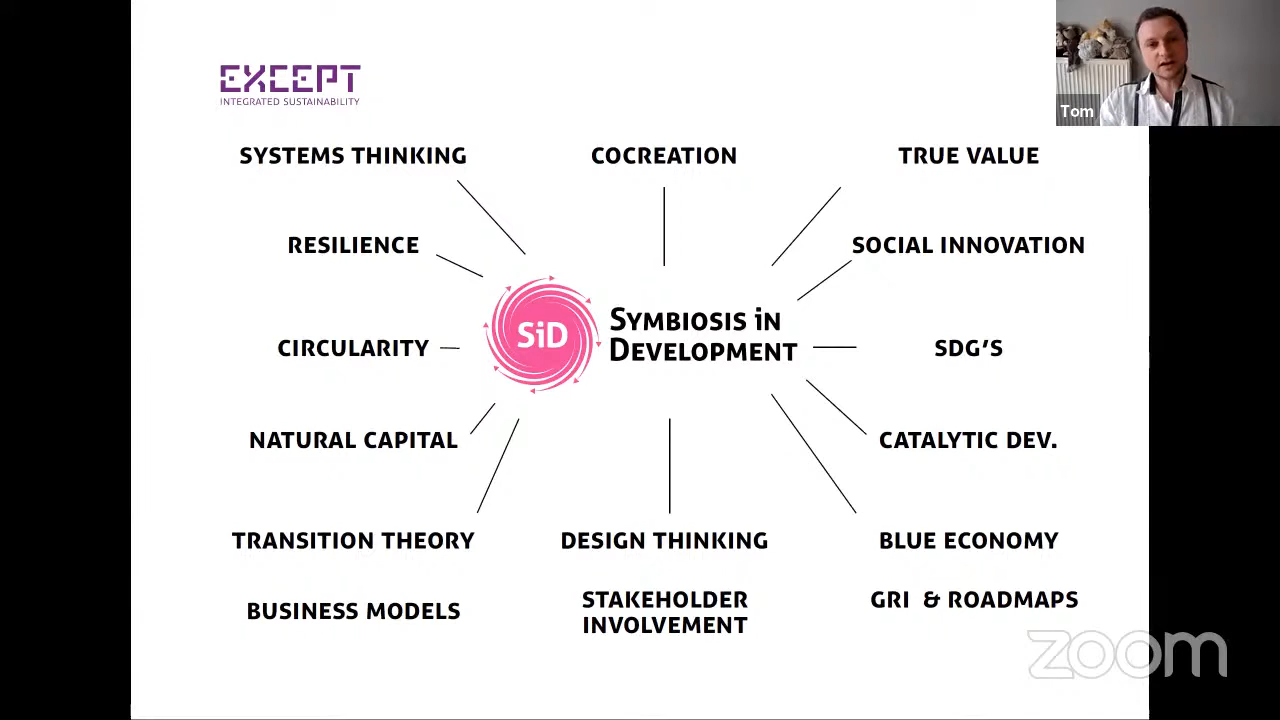 EXCEPT
INTEGRATED SUSTAINABILITY
Tom
SYSTEMS THINKING
COCREATION
TRUE VALUE
RESILIENCE
SOCIAL INNOVATION
SiD
SYMBIOSIS iN
DEVELOPMENT
CIRCULARITY
SDG'S
NATURAL CAPITAL
CATALYTIC DEV.
TRANSITION THEORY
DESIGN THINKING
BLUE ECONOMY
BUSINESS MODELS
STAKEHOLDER
INVOLVEMENT
GRI & ROADMAPS
zoom